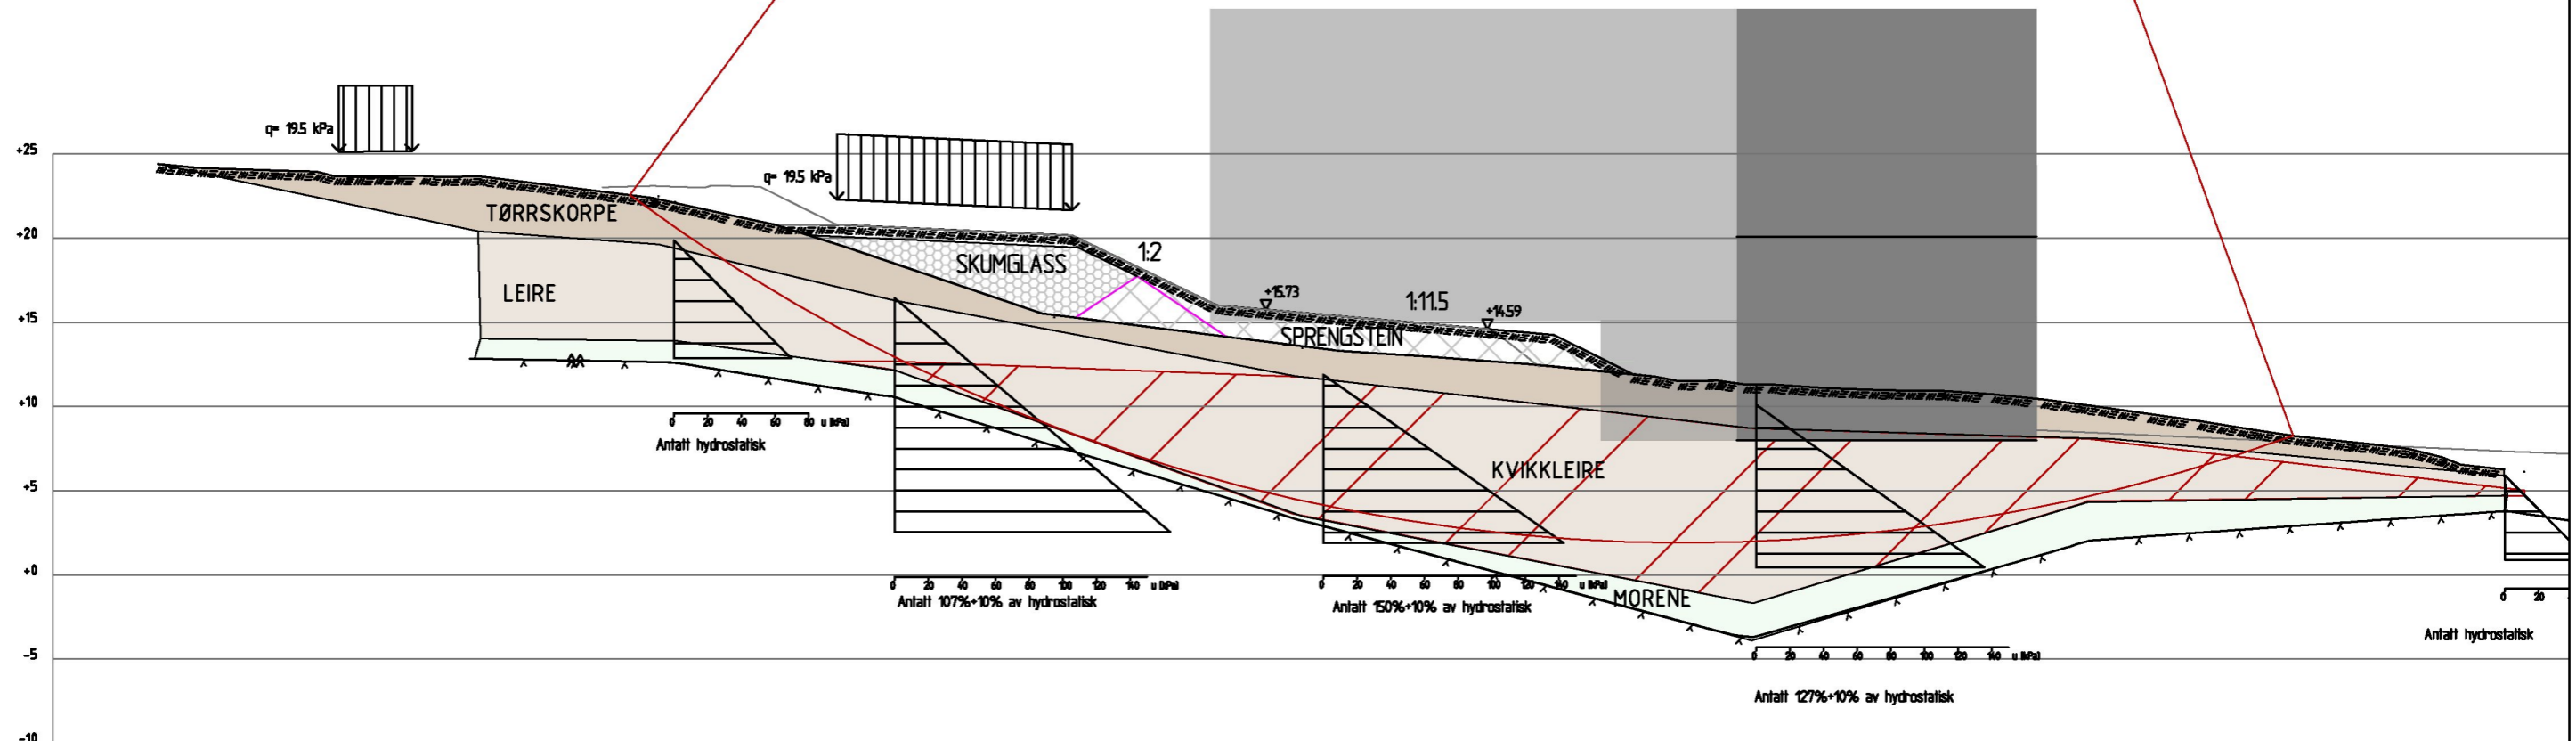 q= 19.5 kPa
+25
q= 19.5 kPa
TØRRSKORPE
+20
1:2
SKUMGLASS
LEIRE
+15.73
1:11.5
+14.59
+15
SPRENGSTEIN
+10
0 20 40 60 80 u [kPa]
Antatt hydrostatisk
KVIKKLEIRE
+5
+0
0 20 40 60 80 100 120 140 u [kPa]
Antatt 107%+10% av hydrostatisk
0 20 40 60 80 100 120 140 u [kPa]
Antatt 150%+10% av hydrostatisk
MORENE
0 20
Antatt hydrostatisk
-5
0 20 40 60 80 100 120 140 u [kPa]
Antatt 127%+10% av hydrostatisk
-10